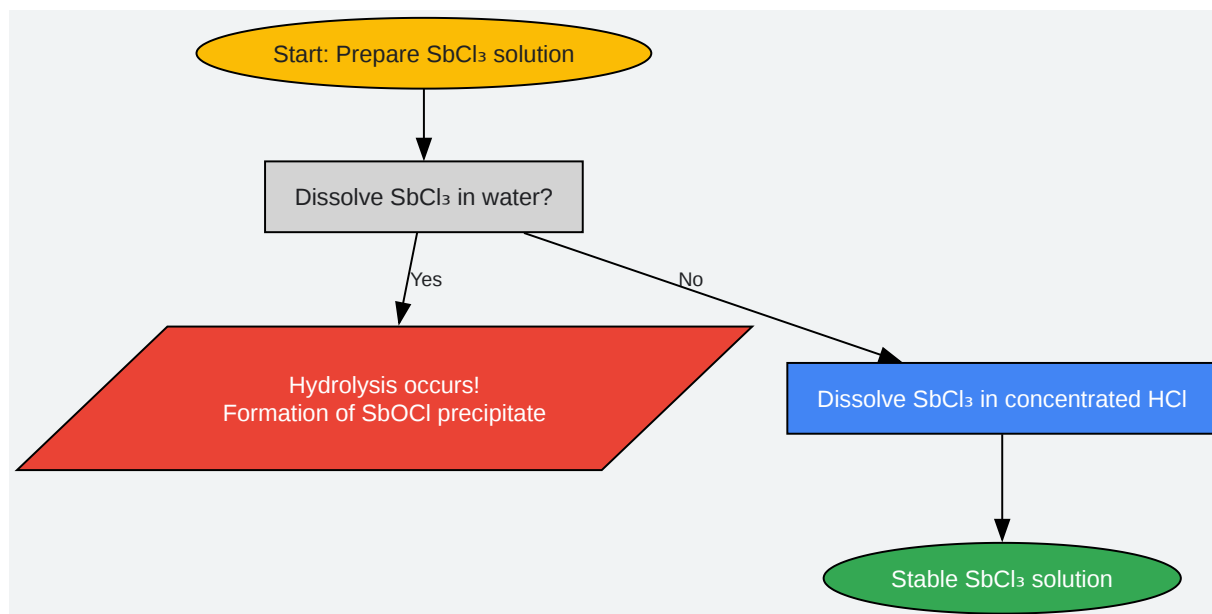 Start: Prepare SbCl₃ solution
Dissolve SbCl₃ in water?
Yes
No
Hydrolysis occurs!
Formation of SbOCl precipitate
Dissolve SbCl₃ in concentrated HCl
Stable SbCl₃ solution